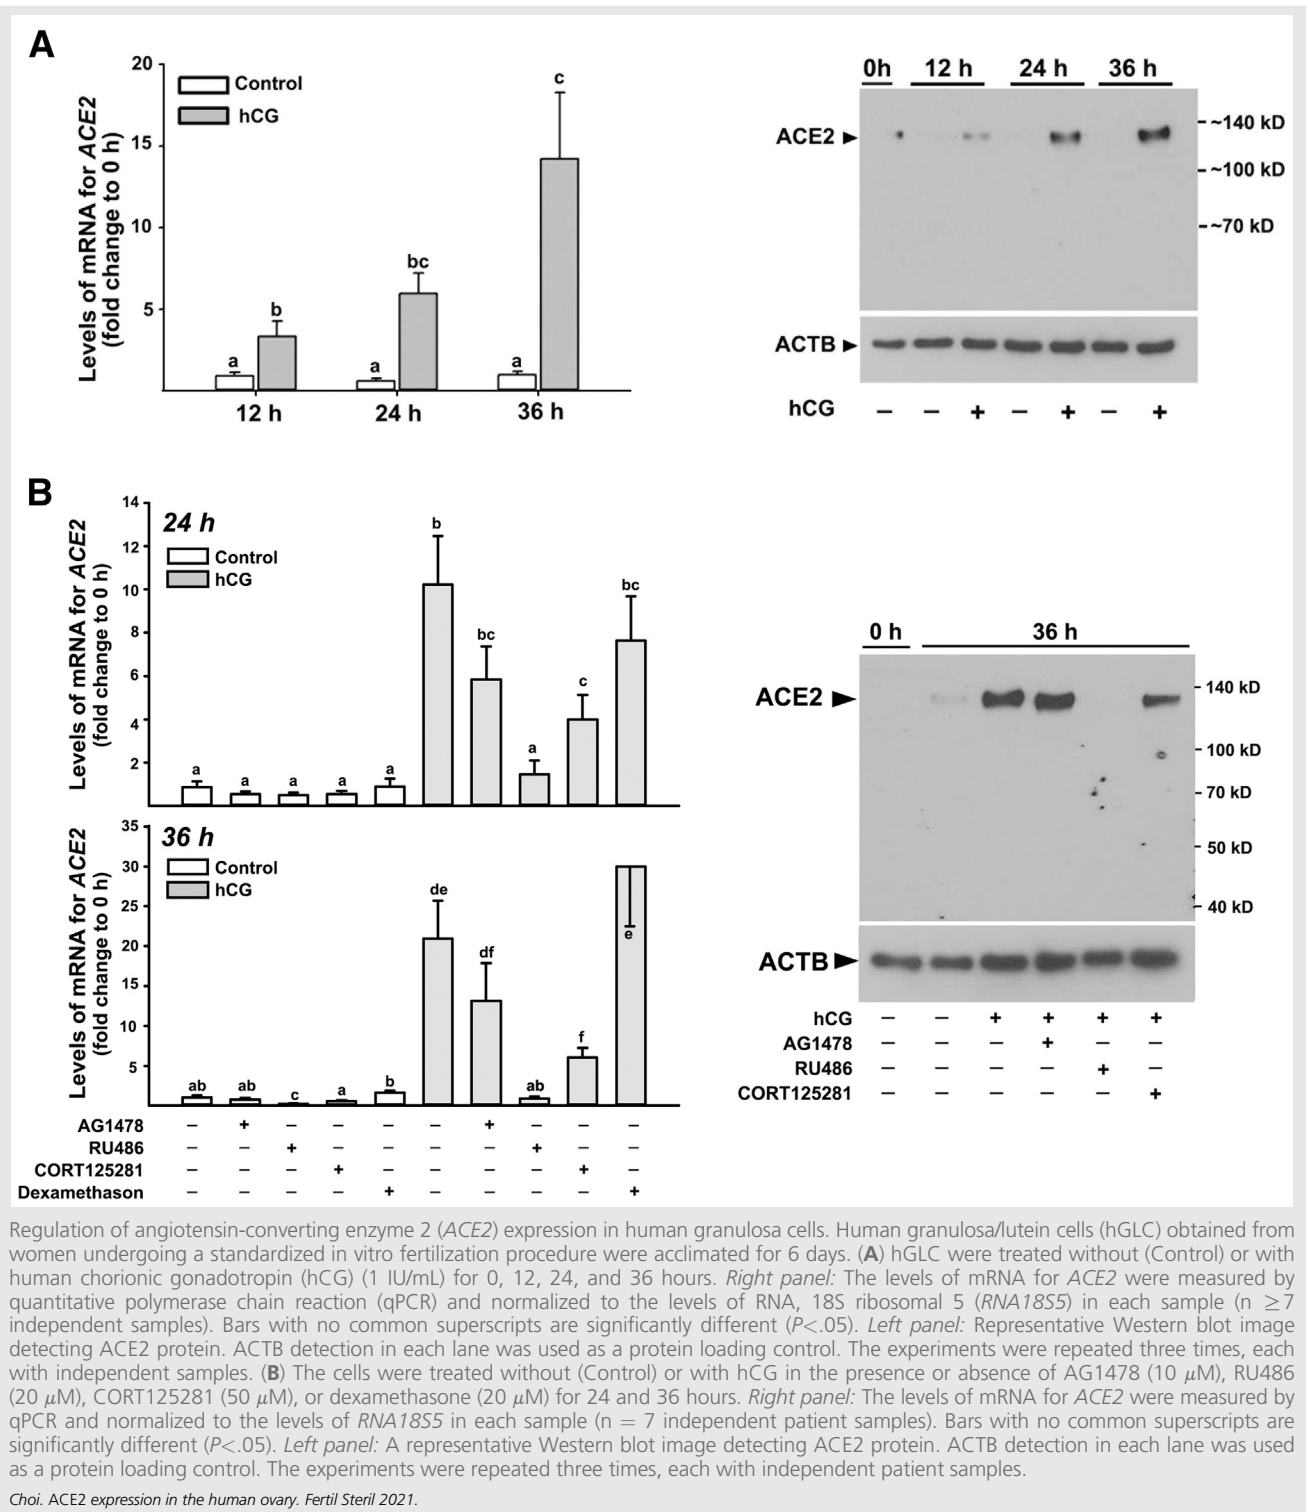 A
20
15
10
5
Levels of mRNA for ACE2
(fold change to 0 h)
Control
hCG
a
b
a
bc
a
c
12 h
24 h
36 h
0h 12 h 24 h 36 h
ACE2
~140 kD
~100 kD
~70 kD
ACTB
hCG – – + – + – +
B
14
12
10
8
6
4
2
Levels of mRNA for ACE2
(fold change to 0 h)
24 h
Control
hCG
a a a a a b bc a c bc
35
30
25
20
15
10
5
Levels of mRNA for ACE2
(fold change to 0 h)
36 h
Control
hCG
ab ab c a b de df ab f e
AG1478 – + – – – – + – – –
RU486 – – + – – – – + – –
CORT125281 – – – + – – – – + –
Dexamethason – – – – + – – – – +
0 h 36 h
ACE2
140 kD
100 kD
70 kD
50 kD
40 kD
ACTB
hCG – – + + + +
AG1478 – – – + – –
RU486 – – – – + –
CORT125281 – – – – – +
Regulation of angiotensin-converting enzyme 2 (ACE2) expression in human granulosa cells. Human granulosa/lutein cells (hGLC) obtained from
women undergoing a standardized in vitro fertilization procedure were acclimated for 6 days. (A) hGLC were treated without (Control) or with
human chorionic gonadotropin (hCG) (1 IU/mL) for 0, 12, 24, and 36 hours. Right panel: The levels of mRNA for ACE2 were measured by
quantitative polymerase chain reaction (qPCR) and normalized to the levels of RNA, 18S ribosomal 5 (RNA18S5) in each sample (n ≥7
independent samples). Bars with no common superscripts are significantly different (P<.05). Left panel: Representative Western blot image
detecting ACE2 protein. ACTB detection in each lane was used as a protein loading control. The experiments were repeated three times, each
with independent samples. (B) The cells were treated without (Control) or with hCG in the presence or absence of AG1478 (10 μM), RU486
(20 μM), CORT125281 (50 μM), or dexamethasone (20 μM) for 24 and 36 hours. Right panel: The levels of mRNA for ACE2 were measured by
qPCR and normalized to the levels of RNA18S5 in each sample (n = 7 independent patient samples). Bars with no common superscripts are
significantly different (P<.05). Left panel: A representative Western blot image detecting ACE2 protein. ACTB detection in each lane was used
as a protein loading control. The experiments were repeated three times, each with independent patient samples.
Choi. ACE2 expression in the human ovary. Fertil Steril 2021.